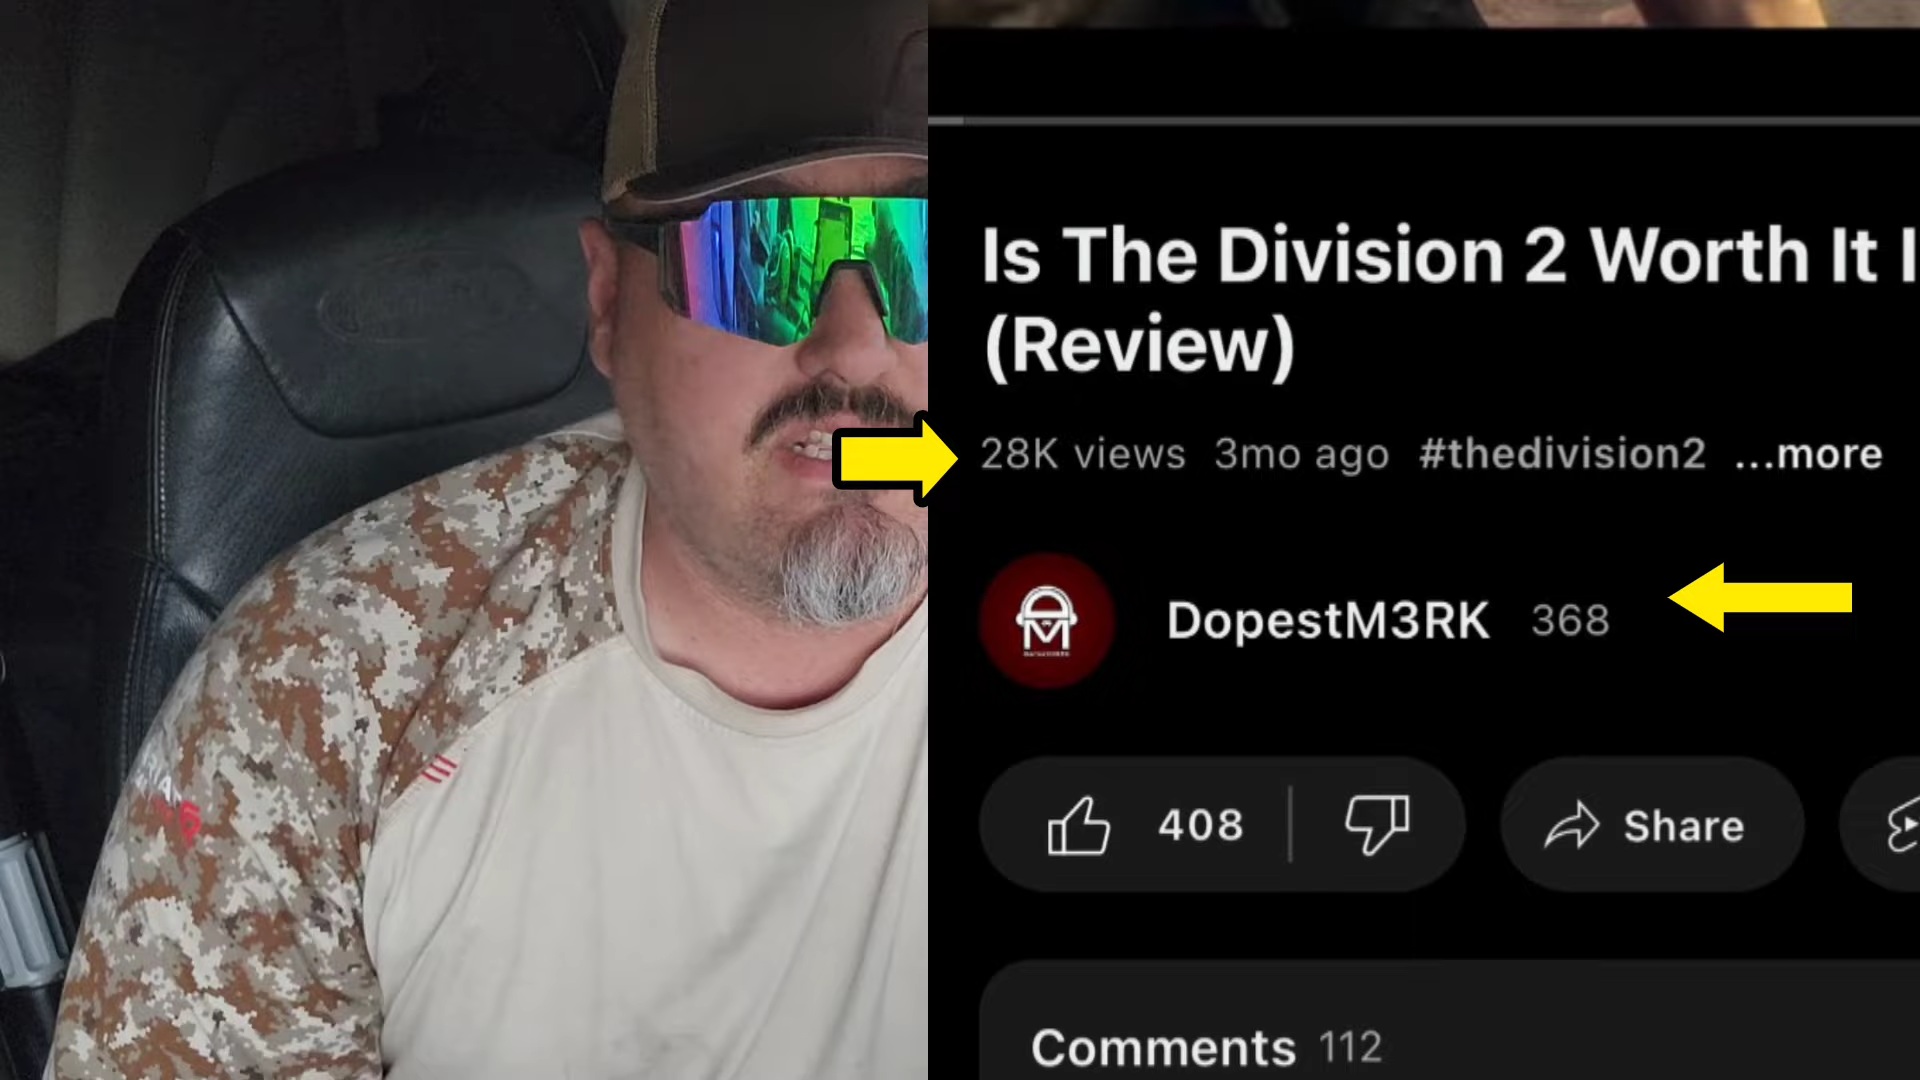 Is The Division 2 Worth It
(Review)
28K views 3mo ago #thedivision2 ...more
DopestM3RK 368
408 Share
Comments 112